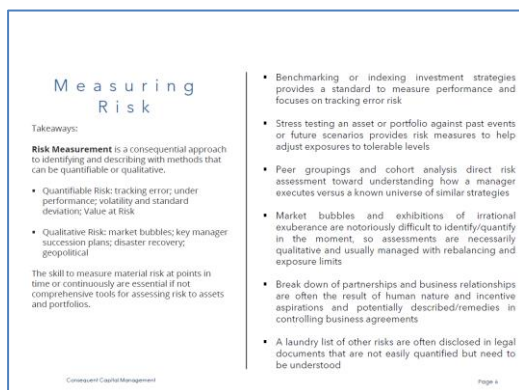 Measuring
Risk
Takeaways:
Risk Measurement is a consequential approach
to identifying and describing with methods that
can be quantifiable or qualitative.
▪ Quantifiable Risk: tracking error; under
performance; volatility and standard
deviation; Value at Risk
▪ Qualitative Risk: market bubbles; key manager
succession plans; disaster recovery;
geopolitical
The skill to measure material risk at points in
time or continuously are essential if not
comprehensive tools for assessing risk to assets
and portfolios.
▪ Benchmarking or indexing investment strategies
provides a standard to measure performance and
focuses on tracking error risk
▪ Stress testing an asset or portfolio against past events
or future scenarios provides risk measures to help
adjust exposures to tolerable levels
▪ Peer groupings and cohort analysis direct risk
assessment toward understanding how a manager
executes versus a known universe of similar strategies
▪ Market bubbles and exhibitions of irrational
exuberance are notoriously difficult to identify/quantify
in the moment, so assessments are necessarily
qualitative and usually managed with rebalancing and
exposure limits
▪ Break down of partnerships and business relationships
are often the result of human nature and incentive
aspirations and potentially described/remedies in
controlling business agreements
▪ A laundry list of other risks are often disclosed in legal
documents that are not easily quantified but need to
be understood
Consequent Capital Management
Page 6